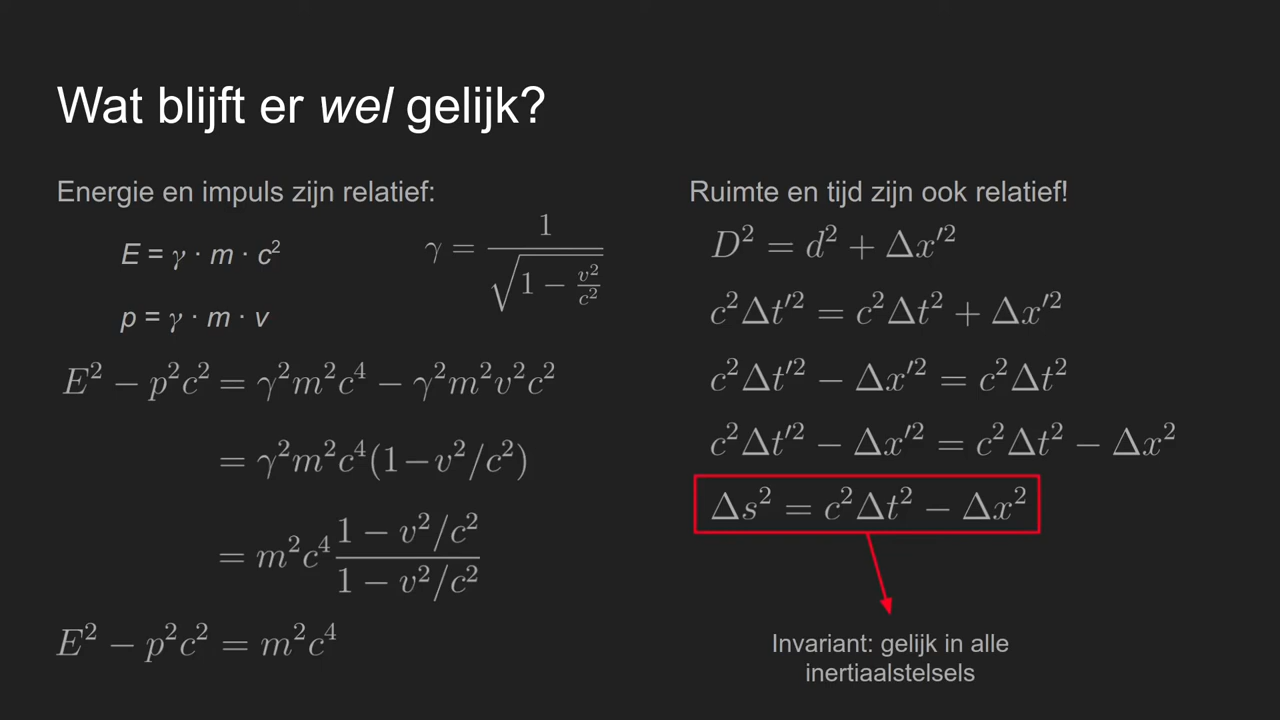 Wat blijft er wel gelijk?
Energie en impuls zijn relatief:
E = γ · m · c²
γ = 1 / √(1 − v²/c²)
p = γ · m · v
E² − p²c² = γ²m²c⁴ − γ²m²v²c²
= γ²m²c⁴(1−v²/c²)
= m²c⁴ (1 − v²/c²) / (1 − v²/c²)
E² − p²c² = m²c⁴
Ruimte en tijd zijn ook relatief!
D² = d² + Δx′²
c²Δt′² = c²Δt² + Δx′²
c²Δt′² − Δx′² = c²Δt²
c²Δt′² − Δx′² = c²Δt² − Δx²
Δs² = c²Δt² − Δx²
Invariant: gelijk in alle
inertiaalstelsels